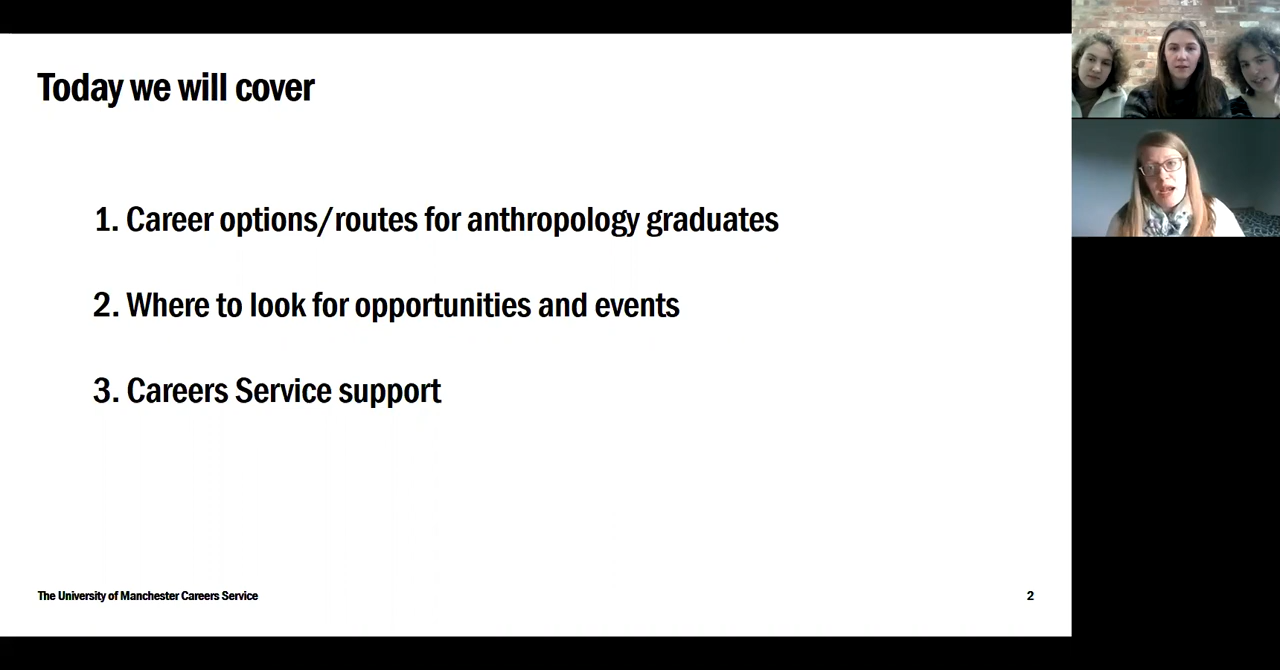 Today we will cover
1. Career options/routes for anthropology graduates
2. Where to look for opportunities and events
3. Careers Service support
The University of Manchester Careers Service
2